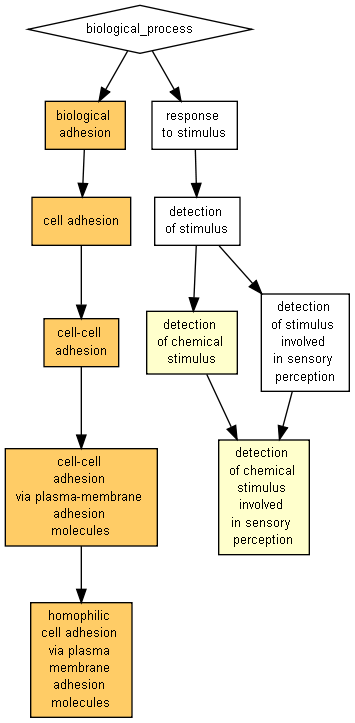 biological_process
biological
adhesion
response
to stimulus
cell adhesion
detection
of stimulus
cell-cell
adhesion
detection
of chemical
stimulus
detection
of stimulus
involved
in sensory
perception
cell-cell
adhesion
via plasma-membrane
adhesion
molecules
detection
of chemical
stimulus
involved
in sensory
perception
homophilic
cell adhesion
via plasma
membrane
adhesion
molecules